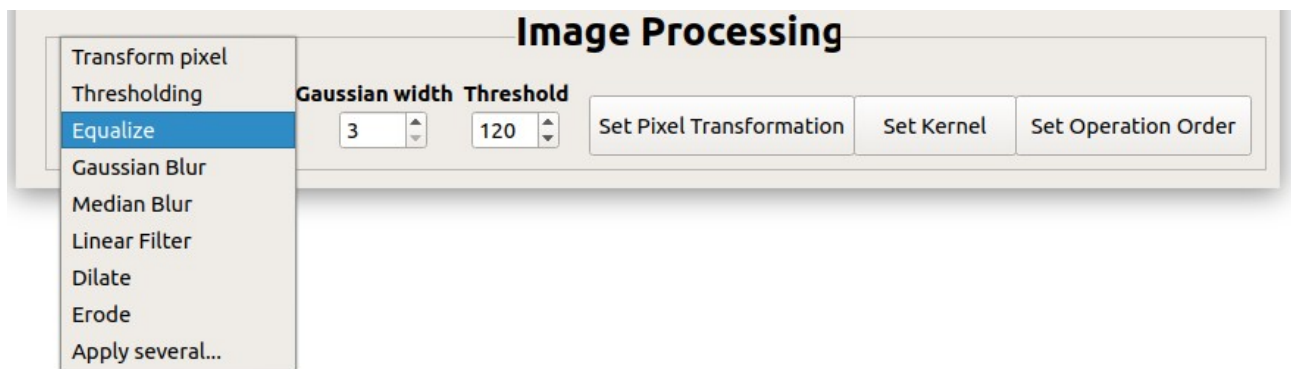 Image Processing
Transform pixel
Thresholding
Equalize
Gaussian Blur
Median Blur
Linear Filter
Dilate
Erode
Apply several...
Gaussian width Threshold
3 120 Set Pixel Transformation Set Kernel Set Operation Order